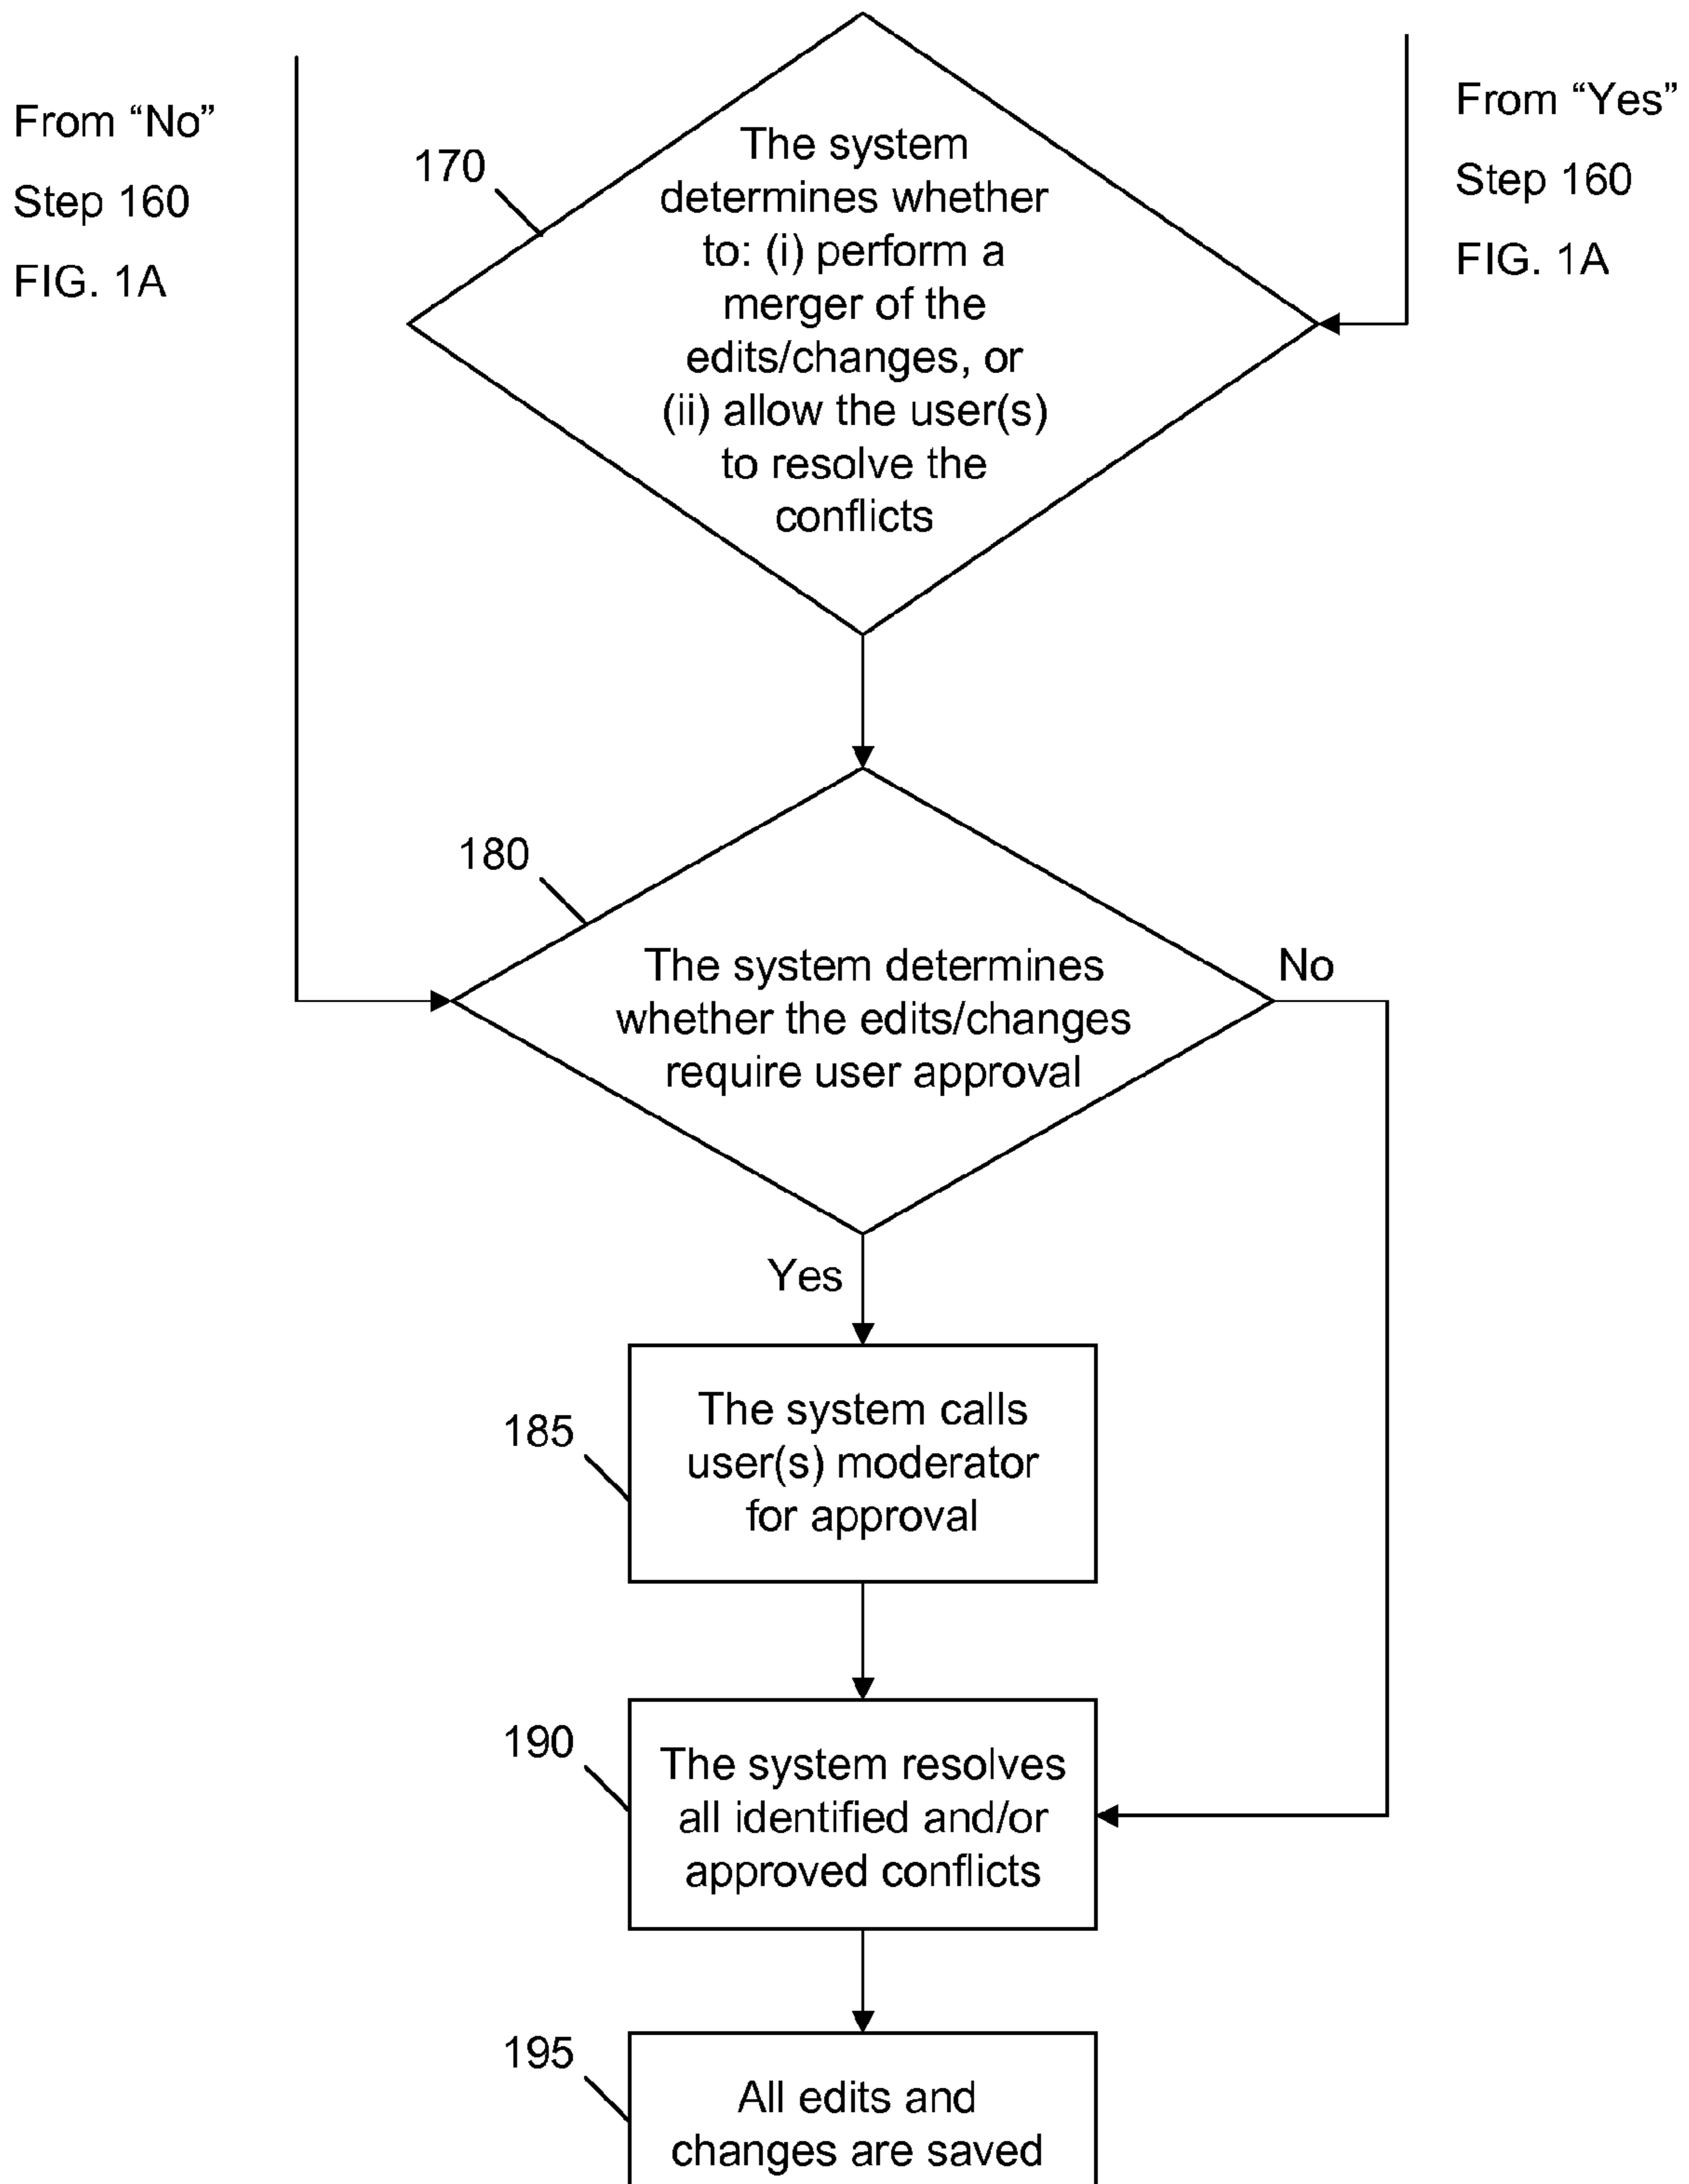 From “No”
Step 160
FIG. 1A
170
The system
determines whether
to: (i) perform a
merger of the
edits/changes, or
(ii) allow the user(s)
to resolve the
conflicts
From “Yes”
Step 160
FIG. 1A
180
The system determines
whether the edits/changes
require user approval
No
Yes
185
The system calls
user(s) moderator
for approval
190
The system resolves
all identified and/or
approved conflicts
195
All edits and
changes are saved